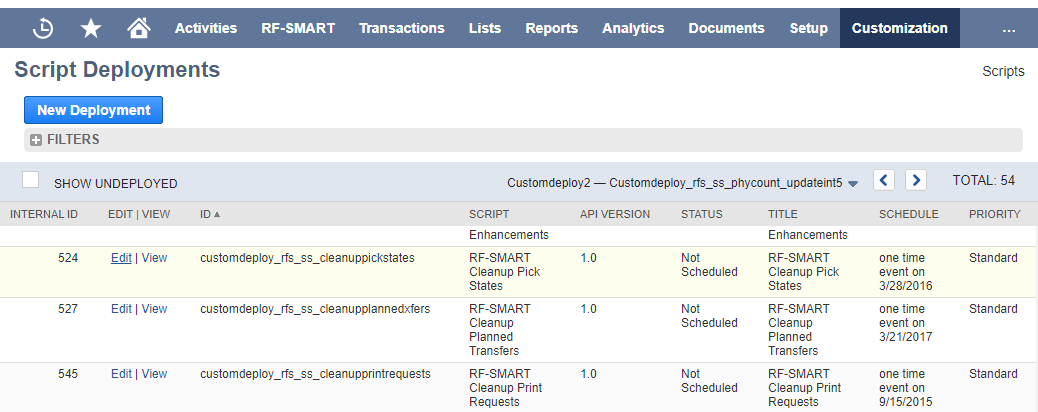 Activities RF-SMART Transactions Lists Reports Analytics Documents Setup Customization ...
Script Deployments Scripts
New Deployment
FILTERS
SHOW UNDEPLOYED Customdeploy2 — Customdeploy_rfs_ss_phycount_updateint5 TOTAL: 54
INTERNAL ID EDIT | VIEW ID SCRIPT API VERSION STATUS TITLE SCHEDULE PRIORITY
Enhancements Enhancements
524 Edit | View customdeploy_rfs_ss_cleanuppickstates RF-SMART 1.0 Not RF-SMART one time Standard
Cleanup Pick Scheduled Cleanup Pick event on
States States 3/28/2016
527 Edit | View customdeploy_rfs_ss_cleanupplannedxfers RF-SMART 1.0 Not RF-SMART one time Standard
Cleanup Scheduled Cleanup event on
Planned Planned 3/21/2017
Transfers Transfers
545 Edit | View customdeploy_rfs_ss_cleanupprintrequests RF-SMART 1.0 Not RF-SMART one time Standard
Cleanup Print Scheduled Cleanup Print event on
Requests Requests 9/15/2015